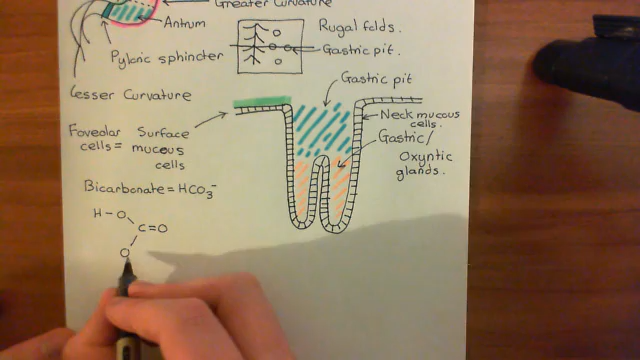 Greater Curvature
Antrum
Rugal folds.
Gastric pit.
Pyloric sphincter
Lesser Curvature
Gastric pit
Foveolar Surface
cells = mucous
cells
Neck mucous
cells.
Gastric/
Oxyntic
glands.
Bicarbonate = HCO3-
H-O
C=O
O